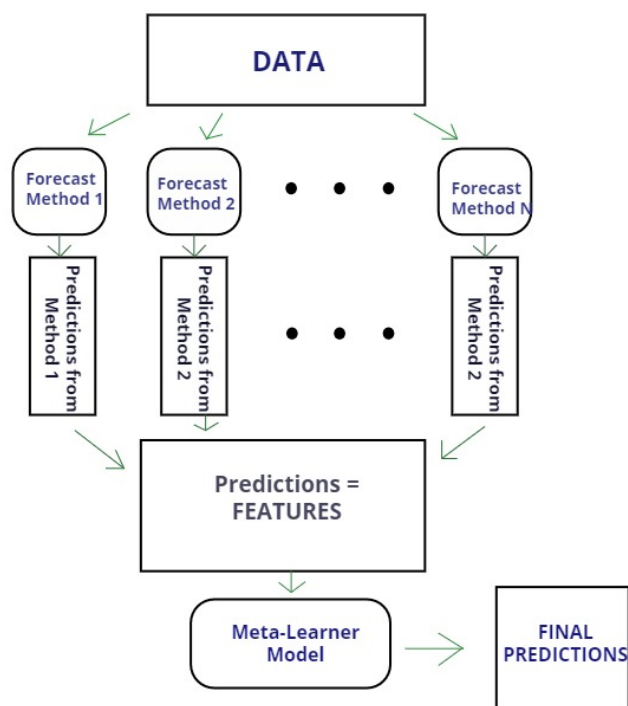 DATA
Forecast
Method 1
Forecast
Method 2
Forecast
Method N
Predictions from
Method 1
Predictions from
Method 2
Predictions from
Method 2
Predictions =
FEATURES
Meta-Learner
Model
FINAL
PREDICTIONS